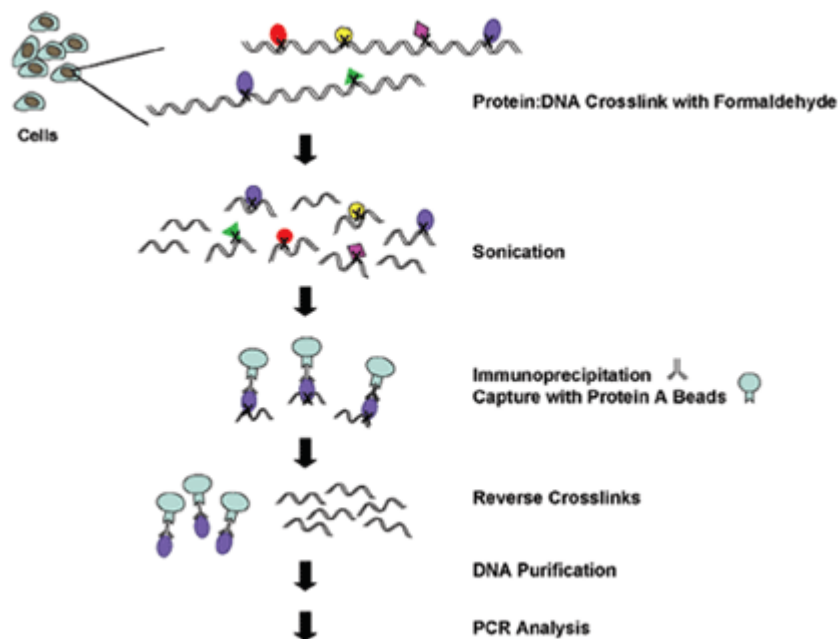 Cells
Protein:DNA Crosslink with Formaldehyde
Sonication
Immunoprecipitation
Capture with Protein A Beads
Reverse Crosslinks
DNA Purification
PCR Analysis